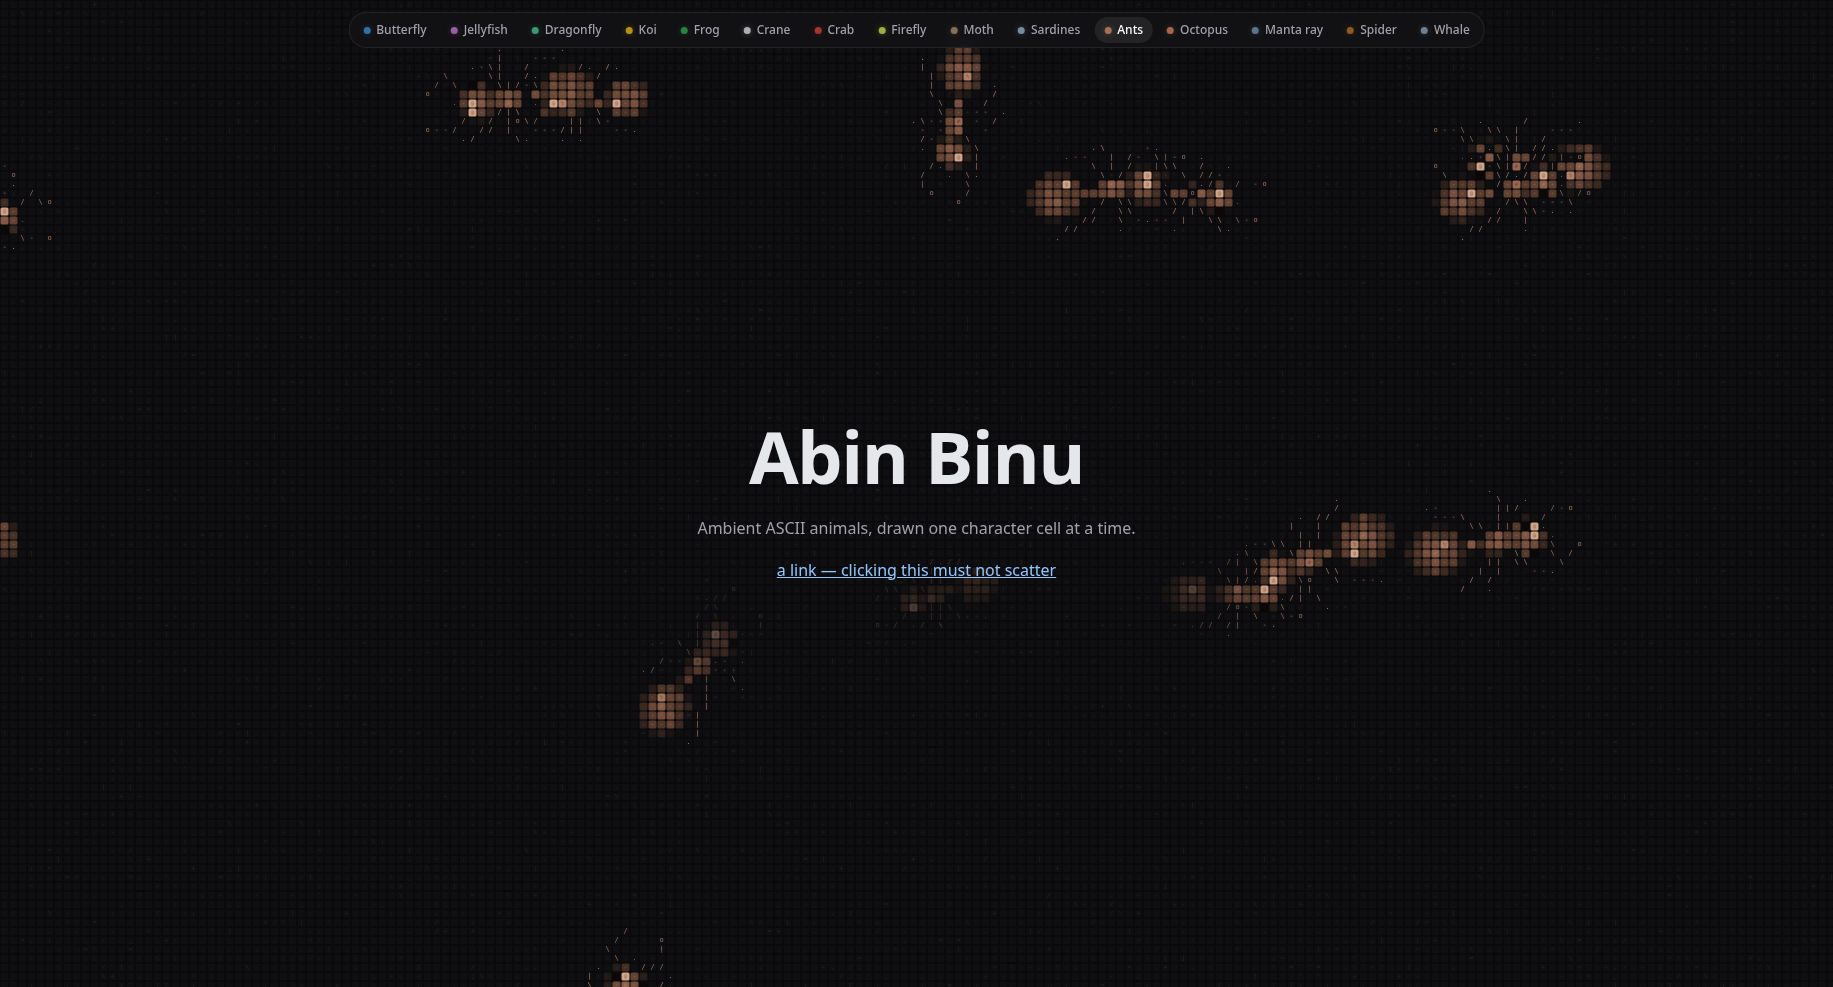 Butterfly
Jellyfish
Dragonfly
Koi
Frog
Crane
Crab
Firefly
Moth
Sardines
Ants
Octopus
Manta ray
Spider
Whale
Abin Binu
Ambient ASCII animals, drawn one character cell at a time.
a link — clicking this must not scatter